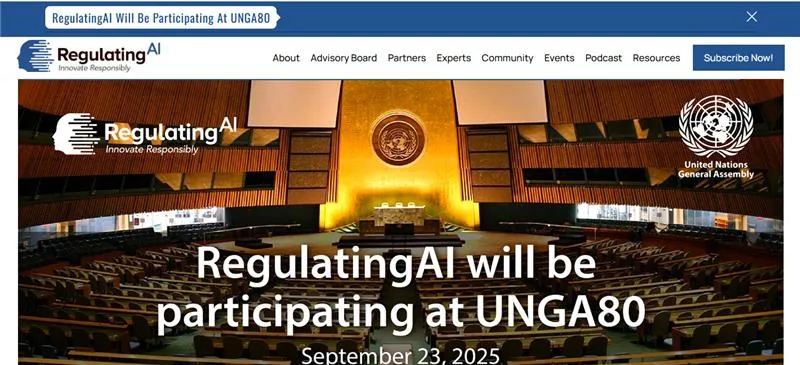 RegulatingAI Will Be Participating At UNGA80
RegulatingAI
Innovate Responsibly
About Advisory Board Partners Experts Community Events Podcast Resources Subscribe Now!
RegulatingAI
Innovate Responsibly
United Nations
General Assembly
RegulatingAI will be
participating at UNGA80
September 23, 2025